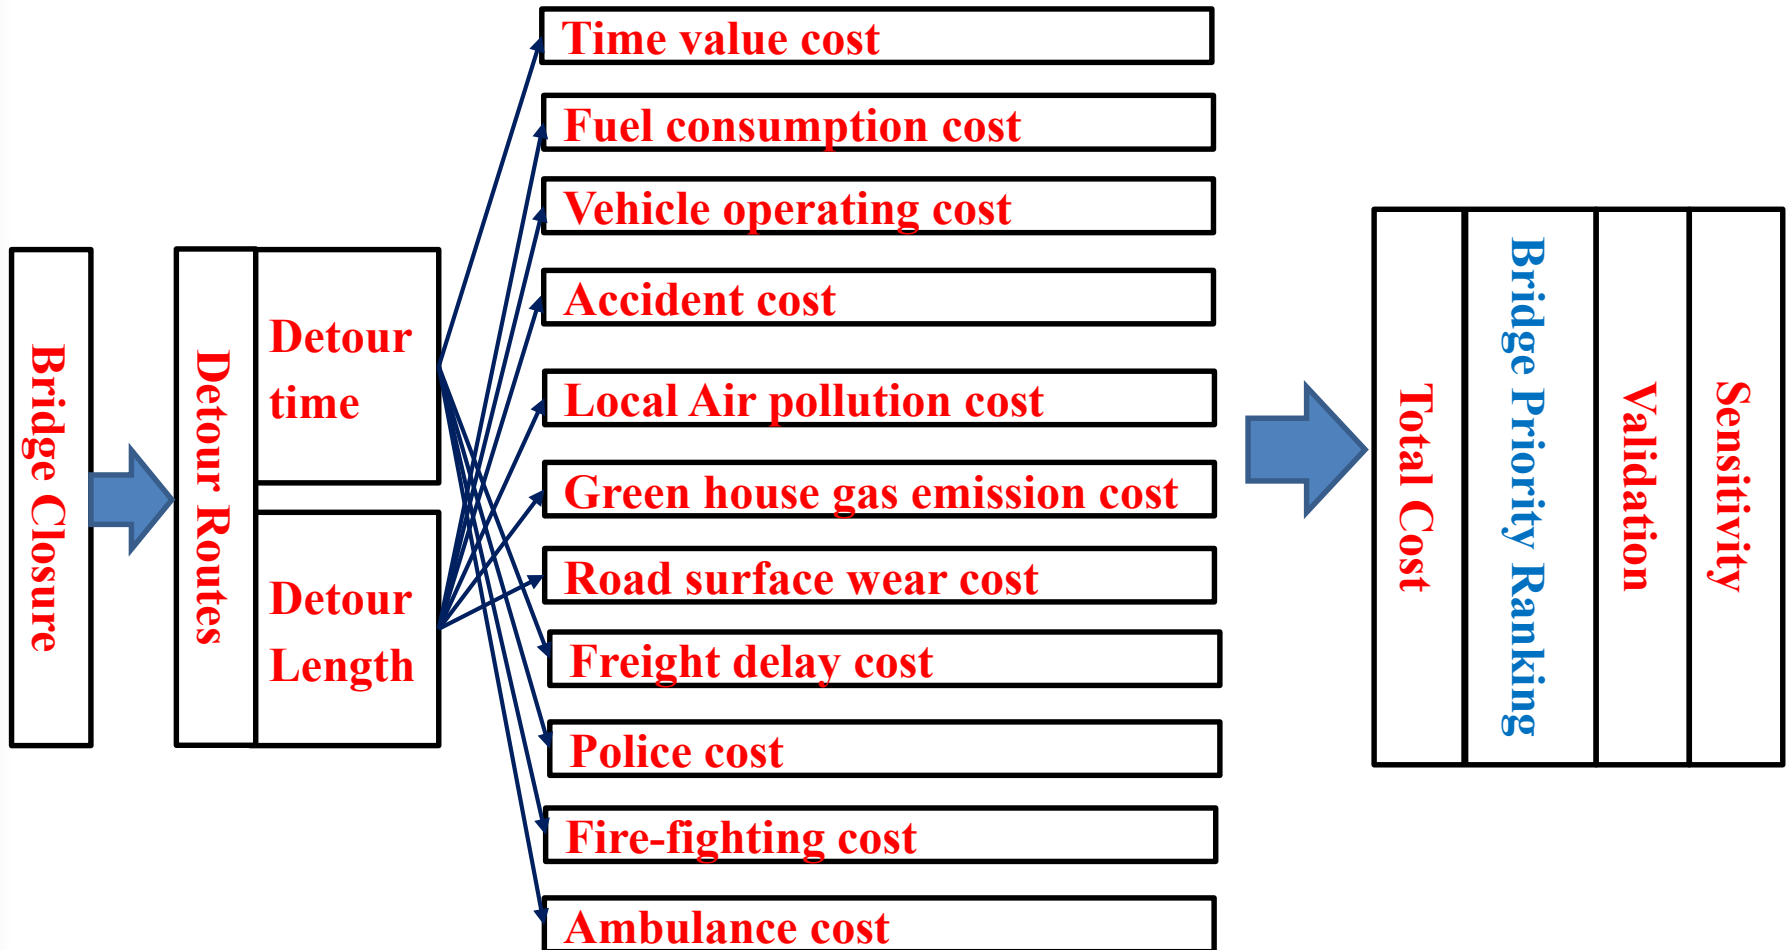 Bridge Closure
Detour Routes
Detour
time
Detour
Length
Time value cost
Fuel consumption cost
Vehicle operating cost
Accident cost
Local Air pollution cost
Green house gas emission cost
Road surface wear cost
Freight delay cost
Police cost
Fire-fighting cost
Ambulance cost
Total Cost
Bridge Priority Ranking
Validation
Sensitivity